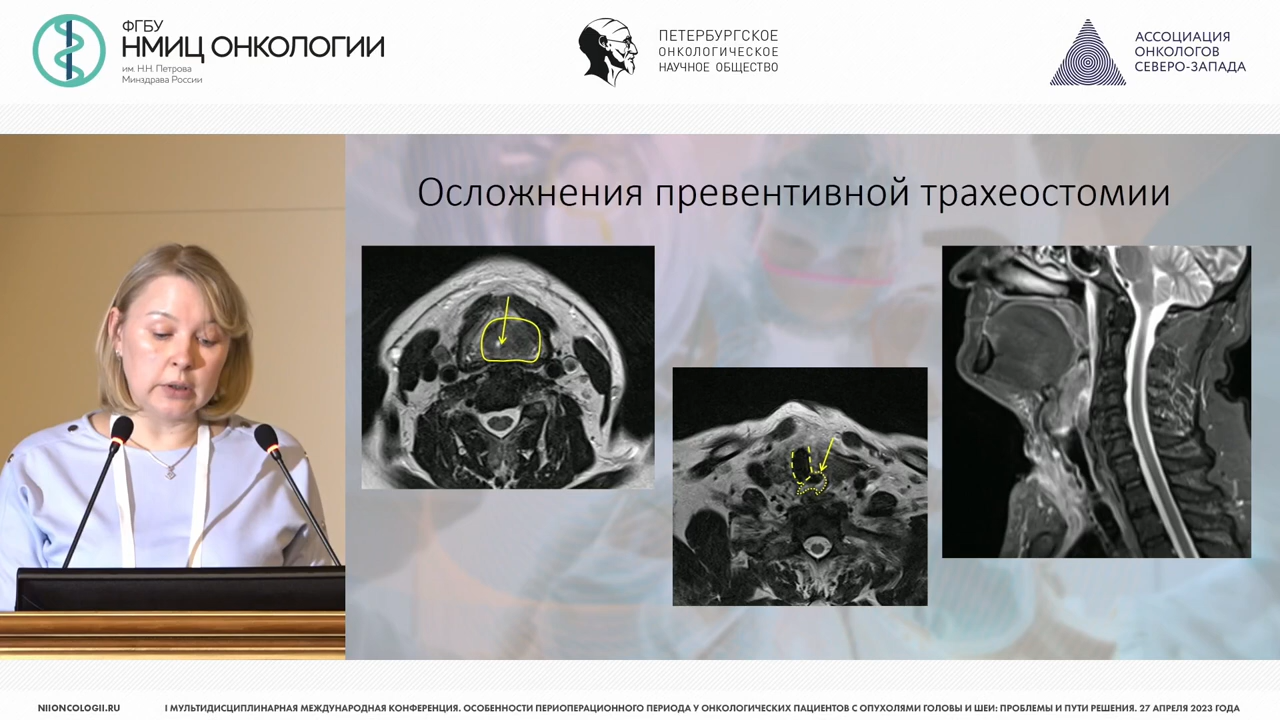 ФГБУ
НМИЦ ОНКОЛОГИИ
им. Н.Н. Петрова
Минздрава России
ПЕТЕРБУРГСКОЕ
ОНКОЛОГИЧЕСКОЕ
НАУЧНОЕ ОБЩЕСТВО
АССОЦИАЦИЯ
ОНКОЛОГОВ
СЕВЕРО-ЗАПАДА
Осложнения превентивной трахеостомии
NIIONCOLOGII.RU
I МУЛЬТИДИСЦИПЛИНАРНАЯ МЕЖДУНАРОДНАЯ КОНФЕРЕНЦИЯ. ОСОБЕННОСТИ ПЕРИОПЕРАЦИОННОГО ПЕРИОДА У ОНКОЛОГИЧЕСКИХ ПАЦИЕНТОВ С ОПУХОЛЯМИ ГОЛОВЫ И ШЕИ: ПРОБЛЕМЫ И ПУТИ РЕШЕНИЯ. 27 АПРЕЛЯ 2023 ГОДА